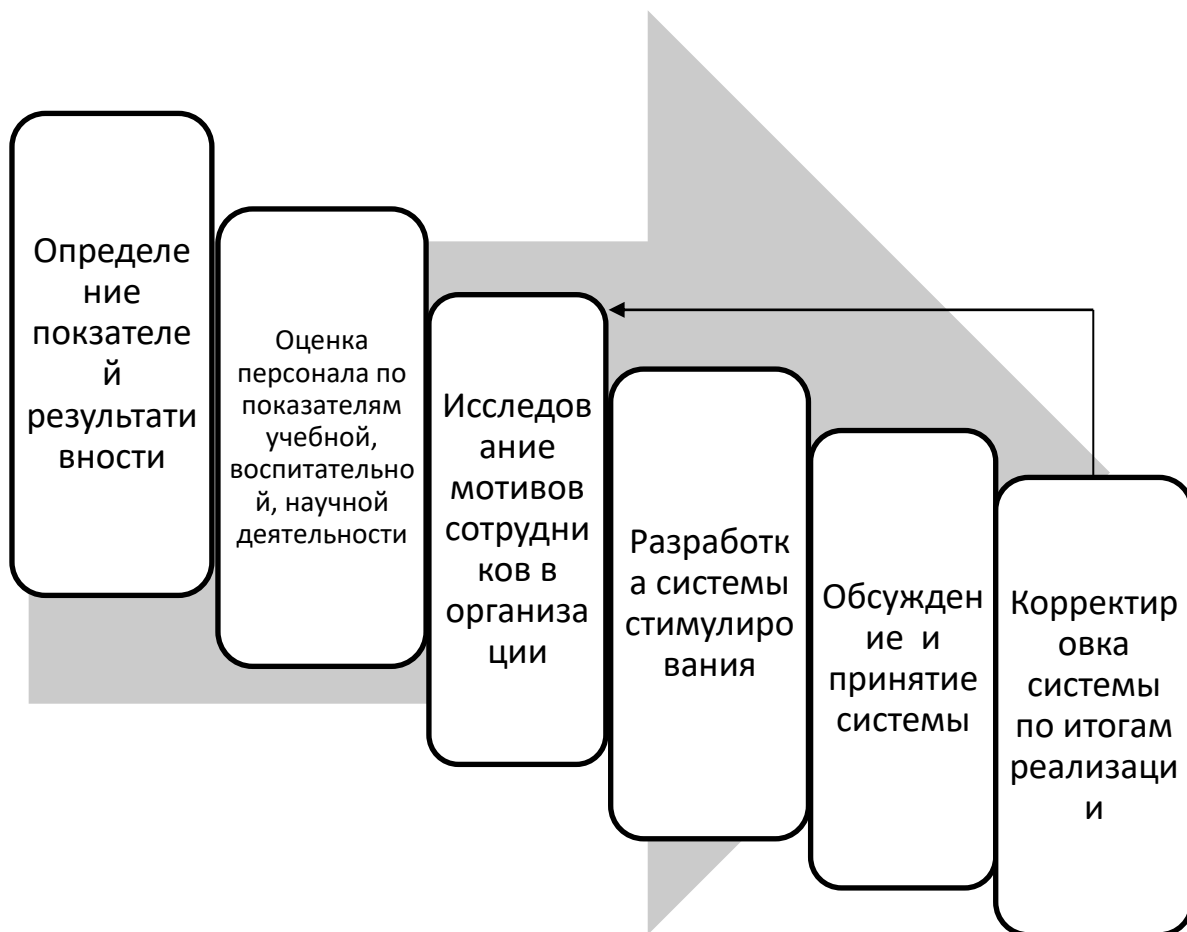 Определе
ние
покзателе
й
результати
вности
Оценка
персонала по
показателям
учебной,
воспитательно
й, научной
деятельности
Исследов
ание
мотивов
сотрудни
ков в
организа
ции
Разработк
а системы
стимулиро
вания
Обсужден
ие и
принятие
системы
Корректир
овка
системы
по итогам
реализаци
и